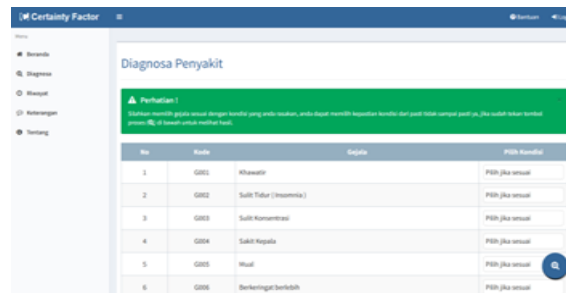 Certainty Factor
Bantuan
Menu
Beranda
Diagnosa
Riwayat
Keterangan
Tentang
Diagnosa Penyakit
Perhatian !
Silahkan memilih gejala sesuai dengan kondisi yang anda rasakan, anda dapat memilih kepastian kondisi dari pasti tidak sampai pasti ya, jika sudah tekan tombol
proses di bawah untuk melihat hasil.
No Kode Gejala Pilih Kondisi
1 G001 Khawatir Pilih jika sesuai
2 G002 Sulit Tidur ( Insomnia ) Pilih jika sesuai
3 G003 Sulit Konsentrasi Pilih jika sesuai
4 G004 Sakit Kepala Pilih jika sesuai
5 G005 Mual Pilih jika sesuai
6 G006 Berkeringat berlebih Pilih jika sesuai